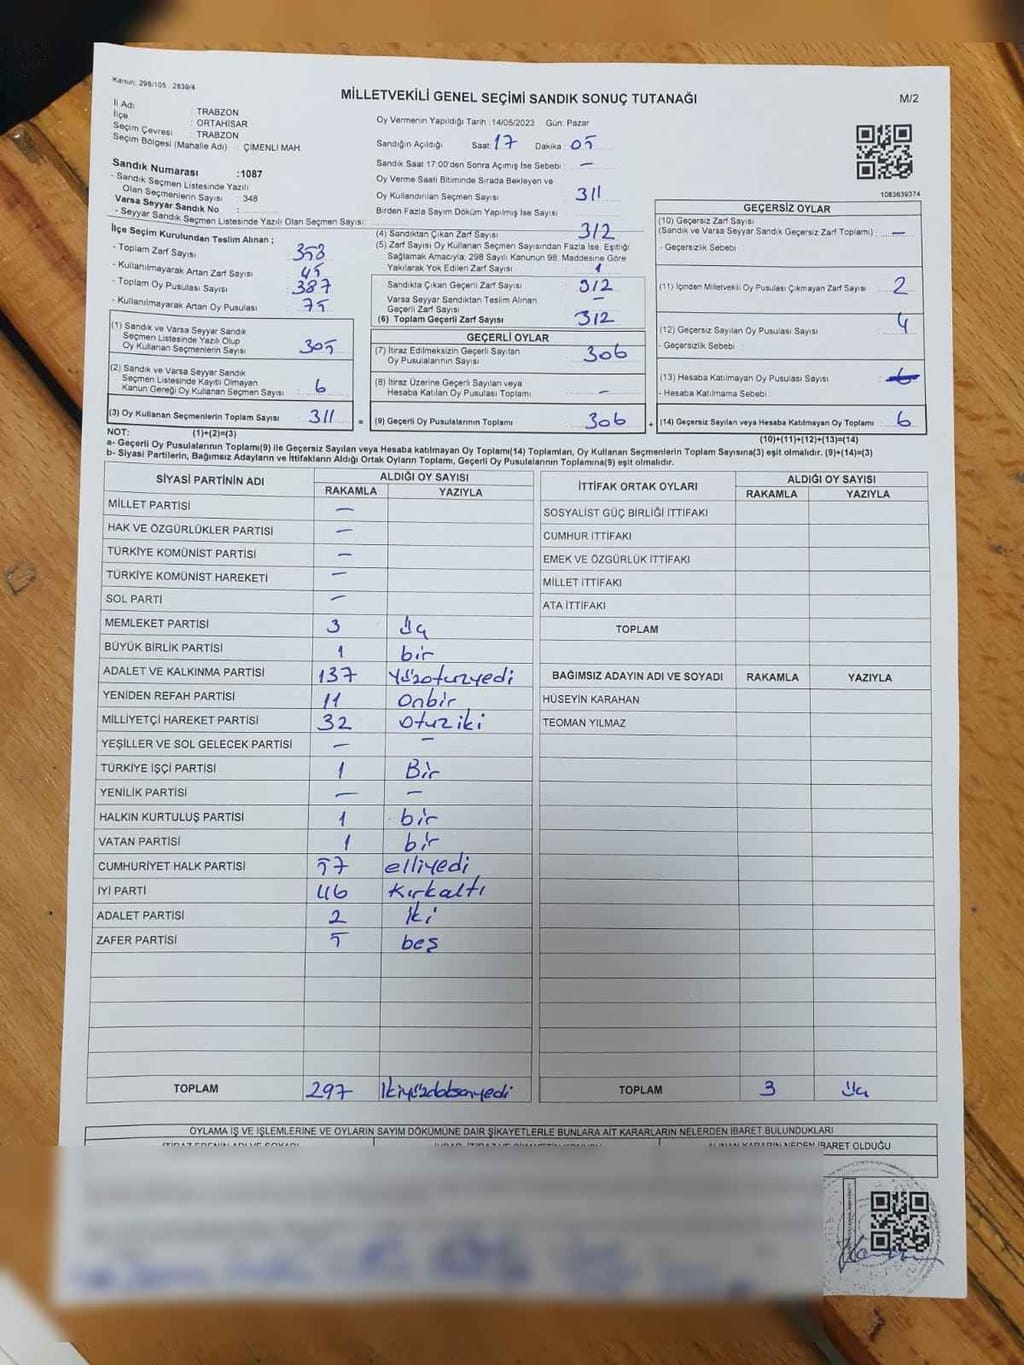 Kanun: 298/105 - 2839/4
MİLLETVEKİLİ GENEL SEÇİMİ SANDIK SONUÇ TUTANAĞI
M/2
İl Adı : TRABZON
İlçe : ORTAHİSAR
Seçim Çevresi : TRABZON
Seçim Bölgesi (Mahalle Adı) : ÇİMENLİ MAH.
Sandık Numarası :1087
- Sandık Seçmen Listesinde Yazılı
Olan Seçmenlerin Sayısı : 348
Varsa Seyyar Sandık No :
- Seyyar Sandık Seçmen Listesinde Yazılı Olan Seçmen Sayısı:
İlçe Seçim Kurulundan Teslim Alınan ;
- Toplam Zarf Sayısı : 353
- Kullanılmayarak Artan Zarf Sayısı : 45
- Toplam Oy Pusulası Sayısı : 387
- Kullanılmayarak Artan Oy Pusulası : 75
(1) Sandık ve Varsa Seyyar Sandık
Seçmen Listesinde Yazılı Olup
Oy Kullanan Seçmenlerin Sayısı : 305
(2) Sandık ve Varsa Seyyar Sandık
Seçmen Listesinde Kayıtlı Olmayan
Kanun Gereği Oy Kullanan Seçmen Sayısı : 6
(3) Oy Kullanan Seçmenlerin Toplam Sayısı : 311
Oy Vermenin Yapıldığı Tarih :14/05/2023 Gün: Pazar
Sandığın Açıldığı Saat: 17 Dakika: 05
Sandık Saat 17:00'den Sonra Açımış İse Sebebi : –
Oy Verme Saati Bitiminde Sırada Bekleyen ve
Oy Kullandırılan Seçmen Sayısı : 311
Birden Fazla Sayım Döküm Yapılmış İse Sayısı :
(4) Sandıktan Çıkan Zarf Sayısı : 312
(5) Zarf Sayısı Oy Kullanan Seçmen Sayısından Fazla İse, Eşitliği
Sağlamak Amacıyla, 298 Sayılı Kanunun 98. Maddesine Göre
Yakılarak Yok Edilen Zarf Sayısı : 1
Sandıkta Çıkan Geçerli Zarf Sayısı : 312
Varsa Seyyar Sandıktan Teslim Alınan
Geçerli Zarf Sayısı : –
(6) Toplam Geçerli Zarf Sayısı : 312
GEÇERLİ OYLAR
(7) İtiraz Edilmeksizin Geçerli Sayılan
Oy Pusulalarının Sayısı : 306
(8) İtiraz Üzerine Geçerli Sayılan veya
Hesaba Katılan Oy Pusulaları Toplamı : –
= (9) Geçerli Oy Pusulalarının Toplamı : 306
1083639374
GEÇERSİZ OYLAR
(10) Geçersiz Zarf Sayısı
(Sandık ve Varsa Seyyar Sandık Geçersiz Zarf Toplamı) : –
- Geçersizlik Sebebi :
(11) İçinden Milletvekili Oy Pusulası Çıkmayan Zarf Sayısı : 2
(12) Geçersiz Sayılan Oy Pusulası Sayısı : 4
- Geçersizlik Sebebi :
(13) Hesaba Katılmayan Oy Pusulası Sayısı :
- Hesaba Katılmama Sebebi :
+ (14) Geçersiz Sayılan veya Hesaba Katılmayan Oy Toplamı : 6
NOT: (1)+(2)=(3) (10)+(11)+(12)+(13)=(14)
a- Geçerli Oy Pusulalarının Toplamı(9) ile Geçersiz Sayılan veya Hesaba katılmayan Oy Toplamı(14) Toplamları, Oy Kullanan Seçmenlerin Toplam Sayısına(3) eşit olmalıdır. (9)+(14)=(3)
b- Siyasi Partilerin, Bağımsız Adayların ve İttifakların Aldığı Ortak Oyların Toplamı, Geçerli Oy Pusulalarının Toplamına(9) eşit olmalıdır.
SİYASİ PARTİNİN ADI ALDIĞI OY SAYISI
RAKAMLA YAZIYLA
MİLLET PARTİSİ –
HAK VE ÖZGÜRLÜKLER PARTİSİ –
TÜRKİYE KOMÜNİST PARTİSİ –
TÜRKİYE KOMÜNİST HAREKETİ –
SOL PARTİ –
MEMLEKET PARTİSİ 3 üç
BÜYÜK BİRLİK PARTİSİ 1 bir
ADALET VE KALKINMA PARTİSİ 137 Yüzotuzyedi
YENİDEN REFAH PARTİSİ 11 Onbir
MİLLİYETÇİ HAREKET PARTİSİ 32 otuziki
YEŞİLLER VE SOL GELECEK PARTİSİ – –
TÜRKİYE İŞÇİ PARTİSİ 1 Bir
YENİLİK PARTİSİ – –
HALKIN KURTULUŞ PARTİSİ 1 bir
VATAN PARTİSİ 1 bir
CUMHURİYET HALK PARTİSİ 57 elliyedi
İYİ PARTİ 46 Kırkaltı
ADALET PARTİSİ 2 İki
ZAFER PARTİSİ 5 beş
TOPLAM 297 İkiyüzdoksanyedi
İTTİFAK ORTAK OYLARI ALDIĞI OY SAYISI
RAKAMLA YAZIYLA
SOSYALİST GÜÇ BİRLİĞİ İTTİFAKI
CUMHUR İTTİFAKI
EMEK VE ÖZGÜRLÜK İTTİFAKI
MİLLET İTTİFAKI
ATA İTTİFAKI
TOPLAM
BAĞIMSIZ ADAYIN ADI VE SOYADI RAKAMLA YAZIYLA
HÜSEYİN KARAHAN
TEOMAN YILMAZ
TOPLAM 3 üç
OYLAMA İŞ VE İŞLEMLERİNE VE OYLARIN SAYIM DÖKÜMÜNE DAİR ŞİKAYETLERLE BUNLARA AİT KARARLARIN NELERDEN İBARET BULUNDUKLARI
İTİRAZ EDENİN ADI VE SOYADI
ALINAN KARARIN NEDEN İBARET OLDUĞU